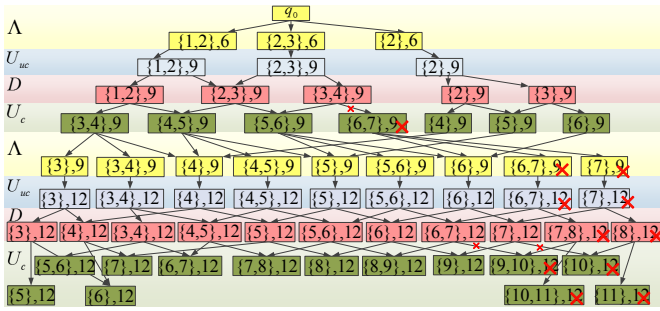 q₀
Λ {1,2},6 {2,3},6 {2},6
U_uc {1,2},9 {2,3},9 {2},9
D {1,2},9 {2,3},9 {3,4},9 {2},9 {3},9
U_c {3,4},9 {4,5},9 {5,6},9 {6,7},9 {4},9 {5},9 {6},9
Λ {3},9 {3,4},9 {4},9 {4,5},9 {5},9 {5,6},9 {6},9 {6,7},9 {7},9
U_uc {3},12 {3,4},12 {4},12 {4,5},12 {5},12 {5,6},12 {6},12 {6,7},12 {7},12
D {3},12 {4},12 {3,4},12 {4,5},12 {5},12 {5,6},12 {6},12 {6,7},12 {7},12 {7,8},12 {8},12
U_c {5,6},12 {7},12 {6,7},12 {7,8},12 {8},12 {8,9},12 {9},12 {9,10},12 {10},12
{5},12 {6},12 {10,11},12 {11},12